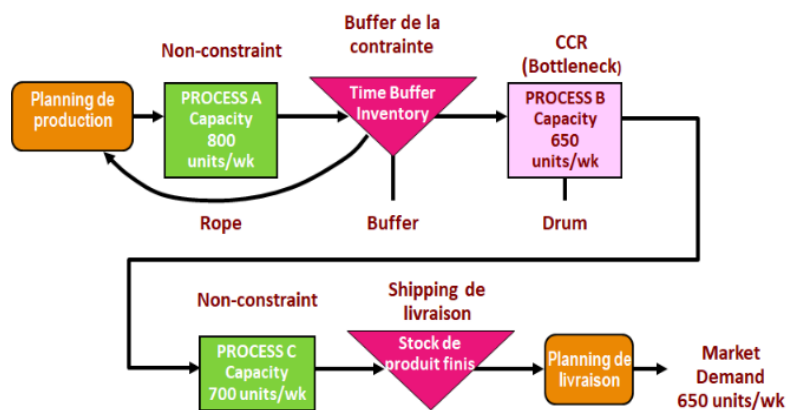 Buffer de la
contrainte
Non-constraint
CCR
(Bottleneck)
Planning de
production
PROCESS A
Capacity
800
units/wk
Time Buffer
Inventory
PROCESS B
Capacity
650
units/wk
Rope
Buffer
Drum
Non-constraint
Shipping de
livraison
PROCESS C
Capacity
700 units/wk
Stock de
produit finis
Planning de
livraison
Market
Demand
650 units/wk